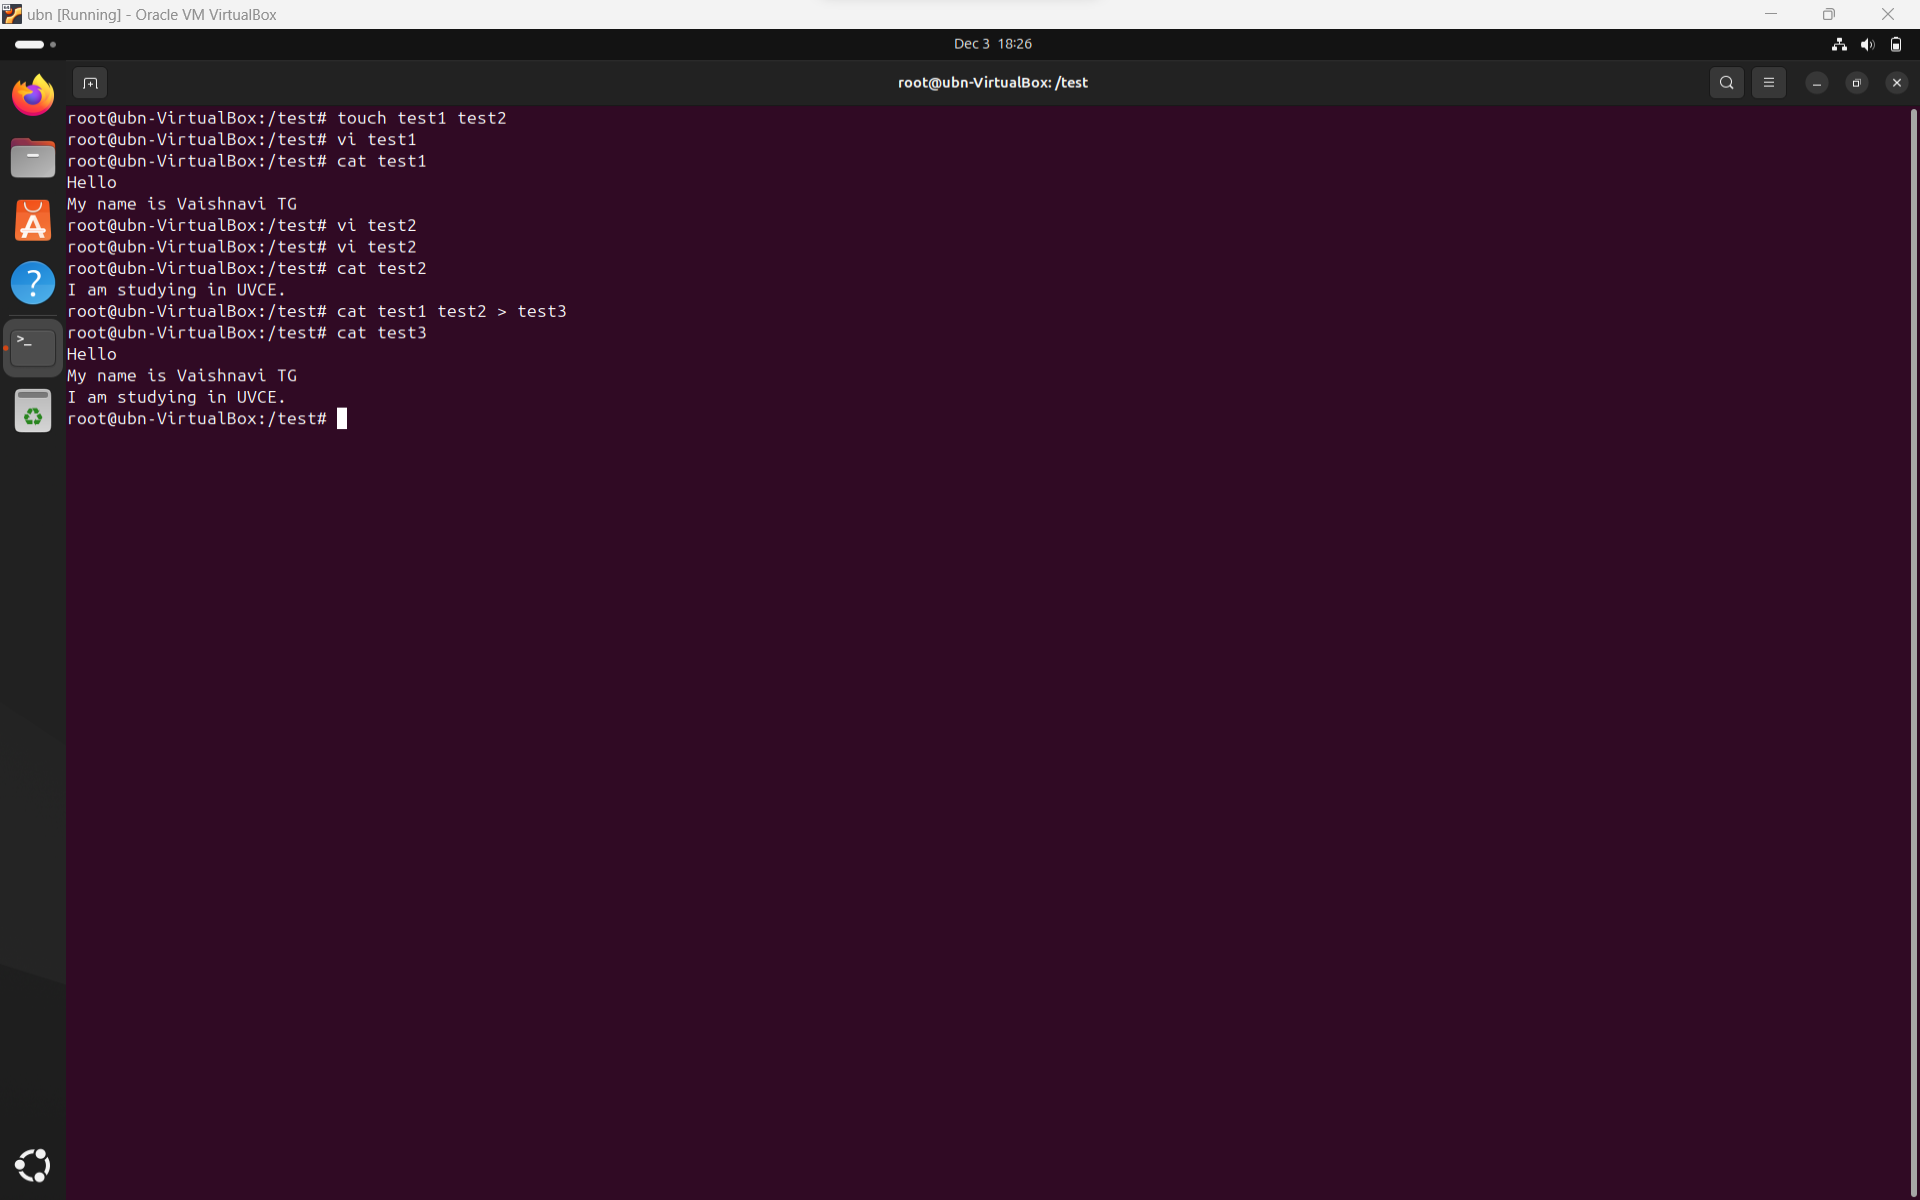 ubn [Running] - Oracle VM VirtualBox
Dec 3 18:26
root@ubn-VirtualBox: /test
root@ubn-VirtualBox:/test# touch test1 test2
root@ubn-VirtualBox:/test# vi test1
root@ubn-VirtualBox:/test# cat test1
Hello
My name is Vaishnavi TG
root@ubn-VirtualBox:/test# vi test2
root@ubn-VirtualBox:/test# vi test2
root@ubn-VirtualBox:/test# cat test2
I am studying in UVCE.
root@ubn-VirtualBox:/test# cat test1 test2 > test3
root@ubn-VirtualBox:/test# cat test3
Hello
My name is Vaishnavi TG
I am studying in UVCE.
root@ubn-VirtualBox:/test#